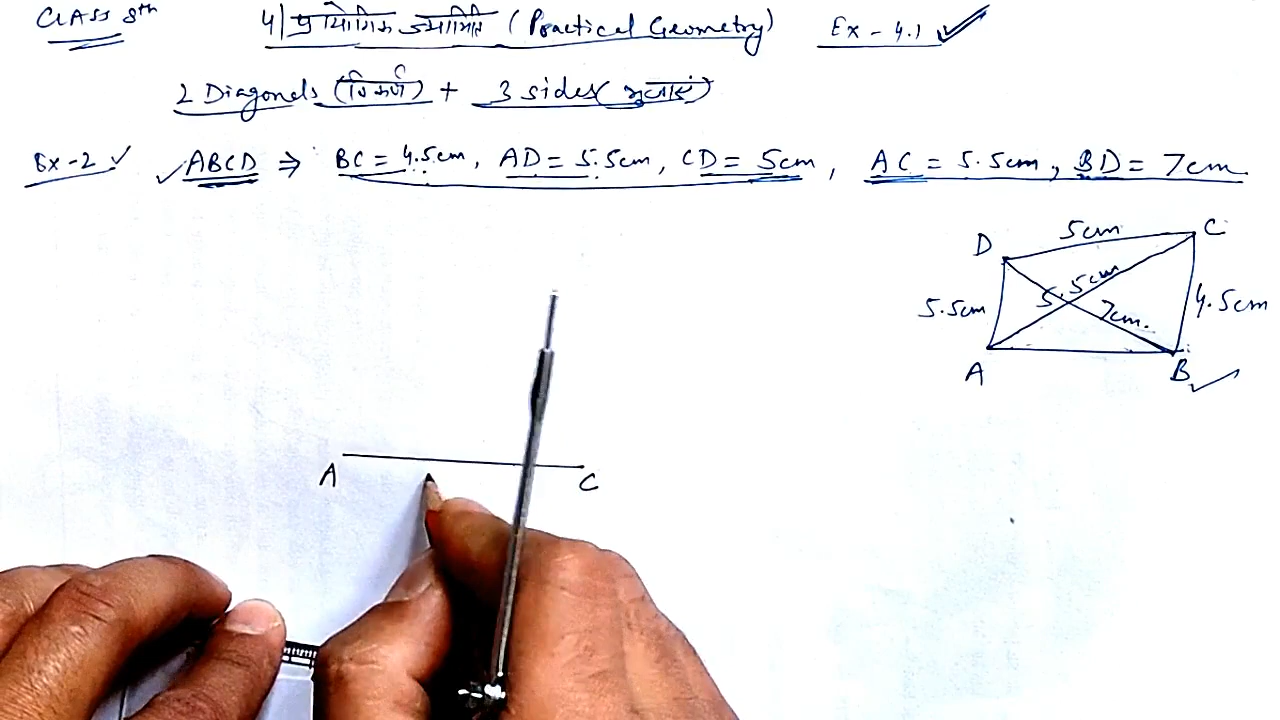 CLASS 8th
4) प्रयोगिक ज्यामिति (Practical Geometry) Ex - 4.1
2 Diagonals (विकर्ण) + 3 sides (भुजाएं)
Ex-2 ABCD ⇒ BC = 4.5cm, AD = 5.5cm, CD = 5cm, AC = 5.5cm, BD = 7cm.
D 5cm C
5.5cm 5.5cm 7cm. 4.5cm
A B
A C